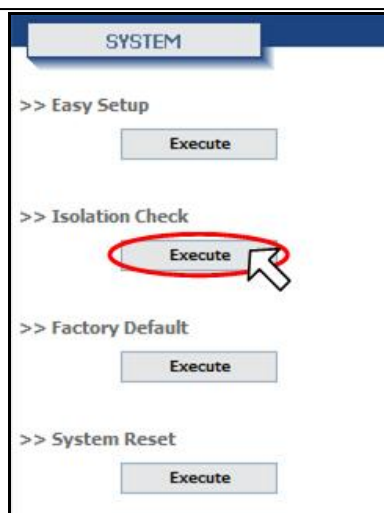 SYSTEM
>> Easy Setup
Execute
>> Isolation Check
Execute
>> Factory Default
Execute
>> System Reset
Execute